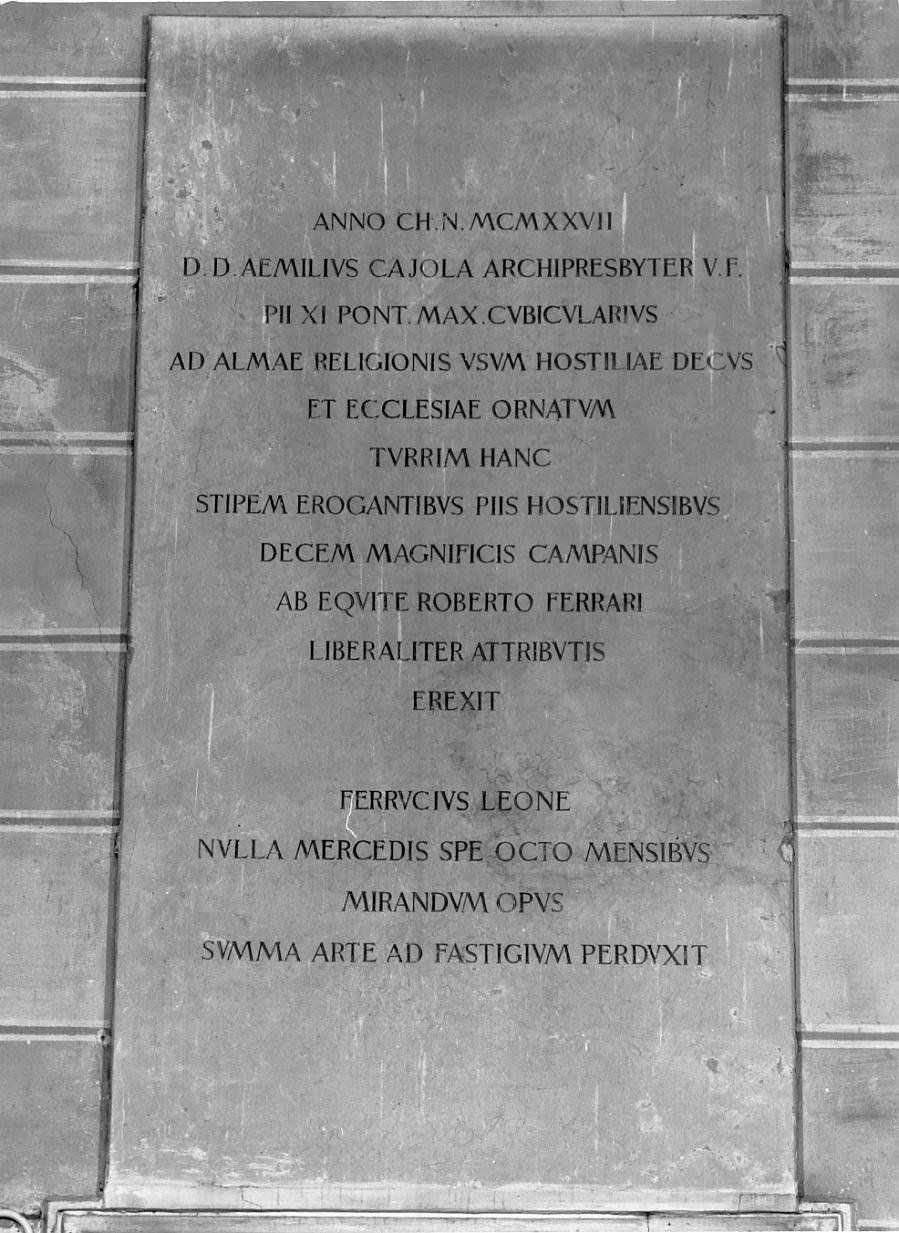 ANNO CH.N. MCMXXVII
D.D. AEMILIVS CAJOLA ARCHIPRESBYTER V.F.
PII XI PONT. MAX. CVBICVLARIVS
AD ALMAE RELIGIONIS VSVM HOSTILIAE DECVS
ET ECCLESIAE ORNATVM
TVRRIM HANC
STIPEM EROGANTIBVS PIIS HOSTILIENSIBVS
DECEM MAGNIFICIS CAMPANIS
AB EQVITE ROBERTO FERRARI
LIBERALITER ATTRIBVTIS
EREXIT
FERRVCIVS LEONE
NVLLA MERCEDIS SPE OCTO MENSIBVS
MIRANDVM OPVS
SVMMA ARTE AD FASTIGIVM PERDVXIT